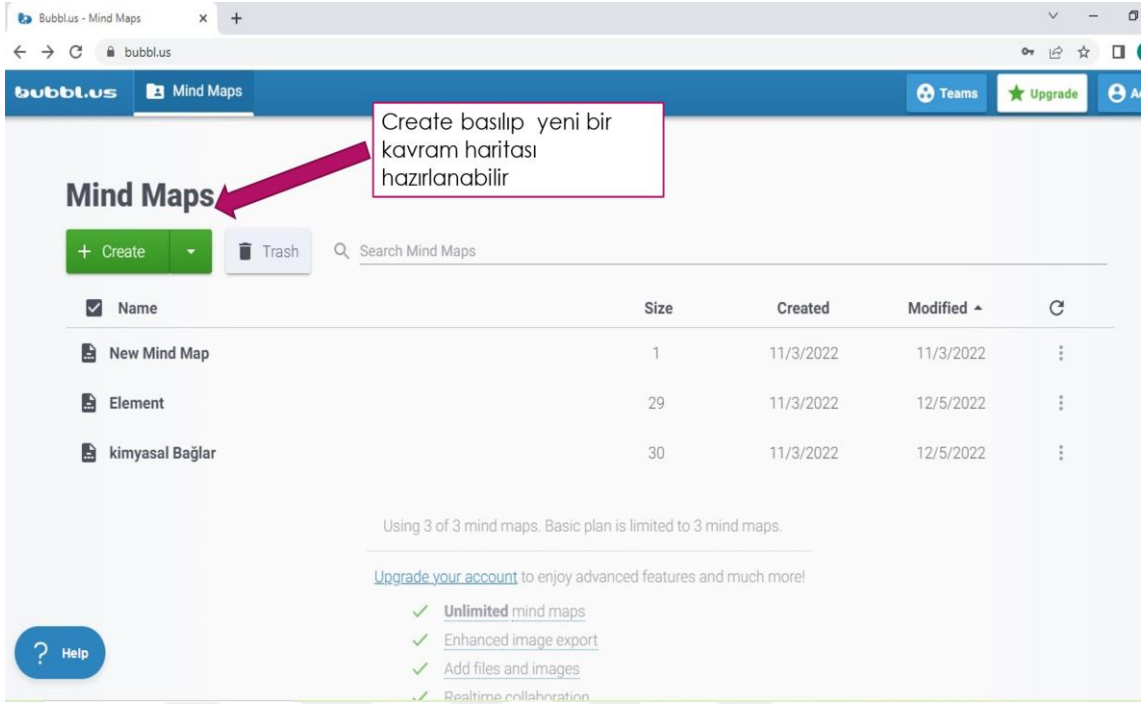 Bubbl.us - Mind Maps
bubbl.us
bubbl.us Mind Maps Teams Upgrade
Create basılıp yeni bir
kavram haritası
hazırlanabilir
Mind Maps
+ Create Trash Search Mind Maps
Name Size Created Modified
New Mind Map 1 11/3/2022 11/3/2022
Element 29 11/3/2022 12/5/2022
kimyasal Bağlar 30 11/3/2022 12/5/2022
Using 3 of 3 mind maps. Basic plan is limited to 3 mind maps.
Upgrade your account to enjoy advanced features and much more!
Unlimited mind maps
Enhanced image export
Add files and images
Realtime collaboration
? Help